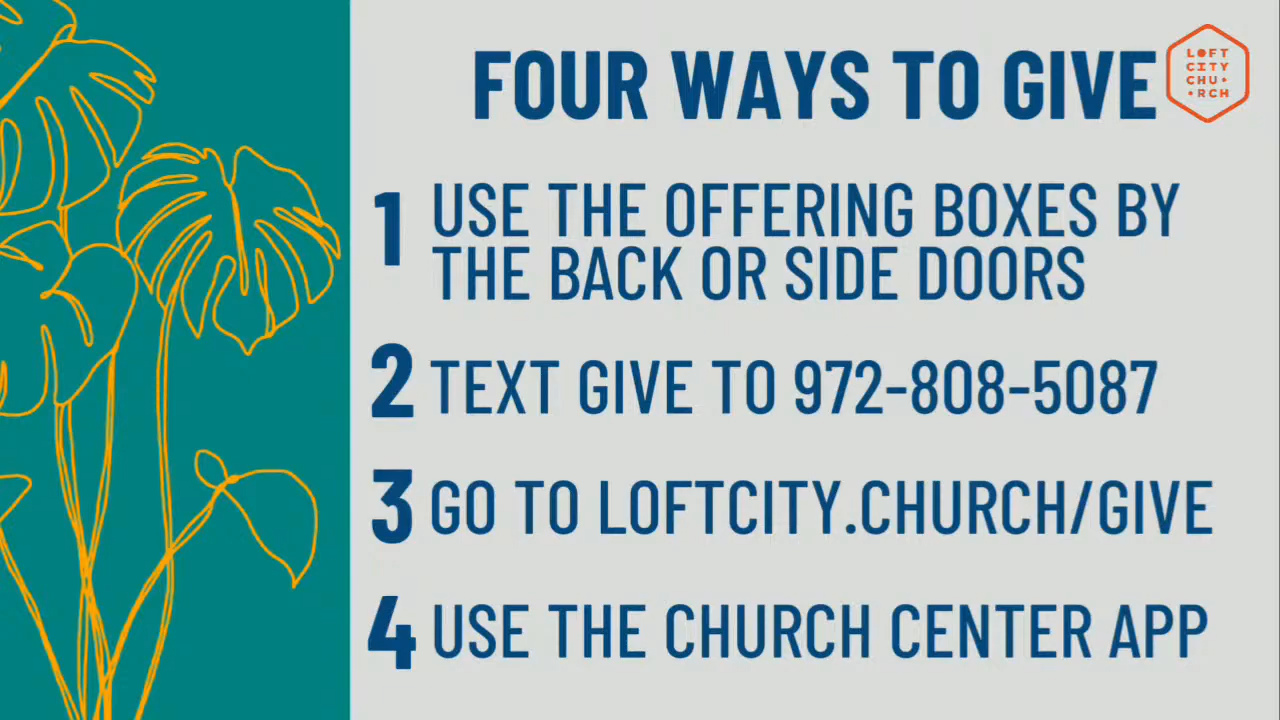 FOUR WAYS TO GIVE
LOFT
CITY
CHU•
•RCH
1 USE THE OFFERING BOXES BY
THE BACK OR SIDE DOORS
2 TEXT GIVE TO 972-808-5087
3 GO TO LOFTCITY.CHURCH/GIVE
4 USE THE CHURCH CENTER APP